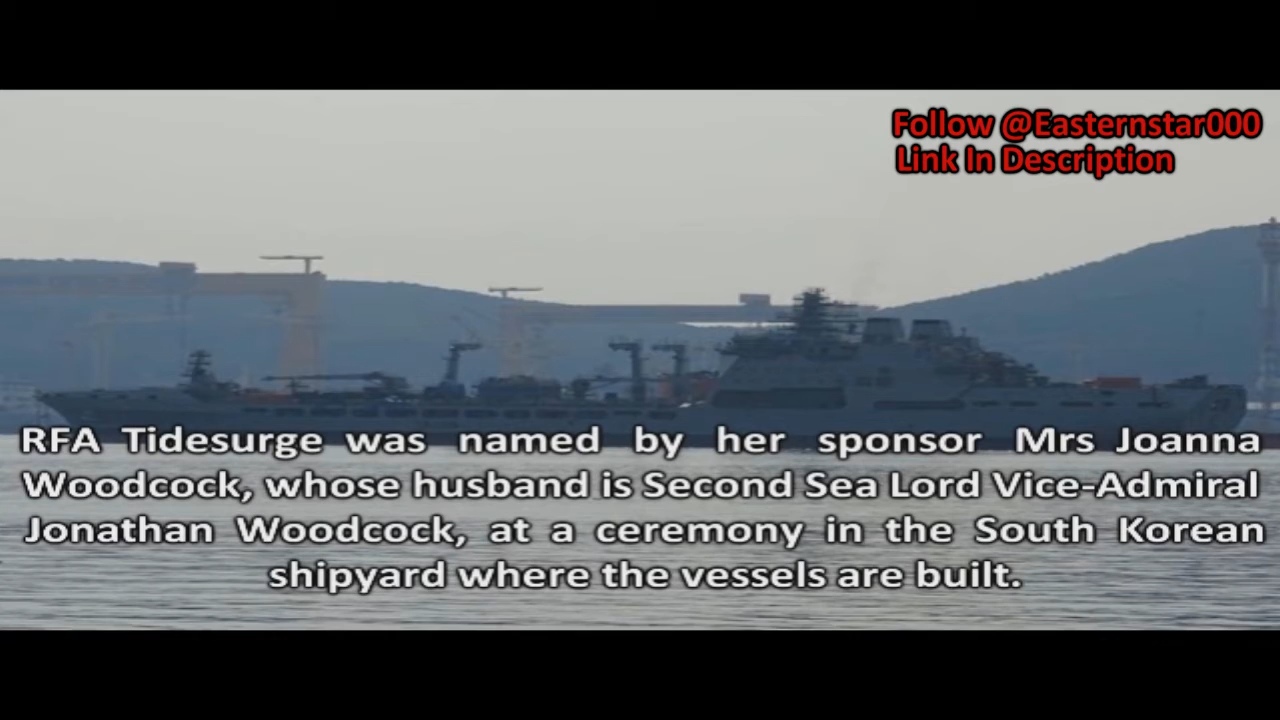 Follow @Easternstar000
Link In Description
RFA Tidesurge was named by her sponsor Mrs Joanna
Woodcock, whose husband is Second Sea Lord Vice-Admiral
Jonathan Woodcock, at a ceremony in the South Korean
shipyard where the vessels are built.